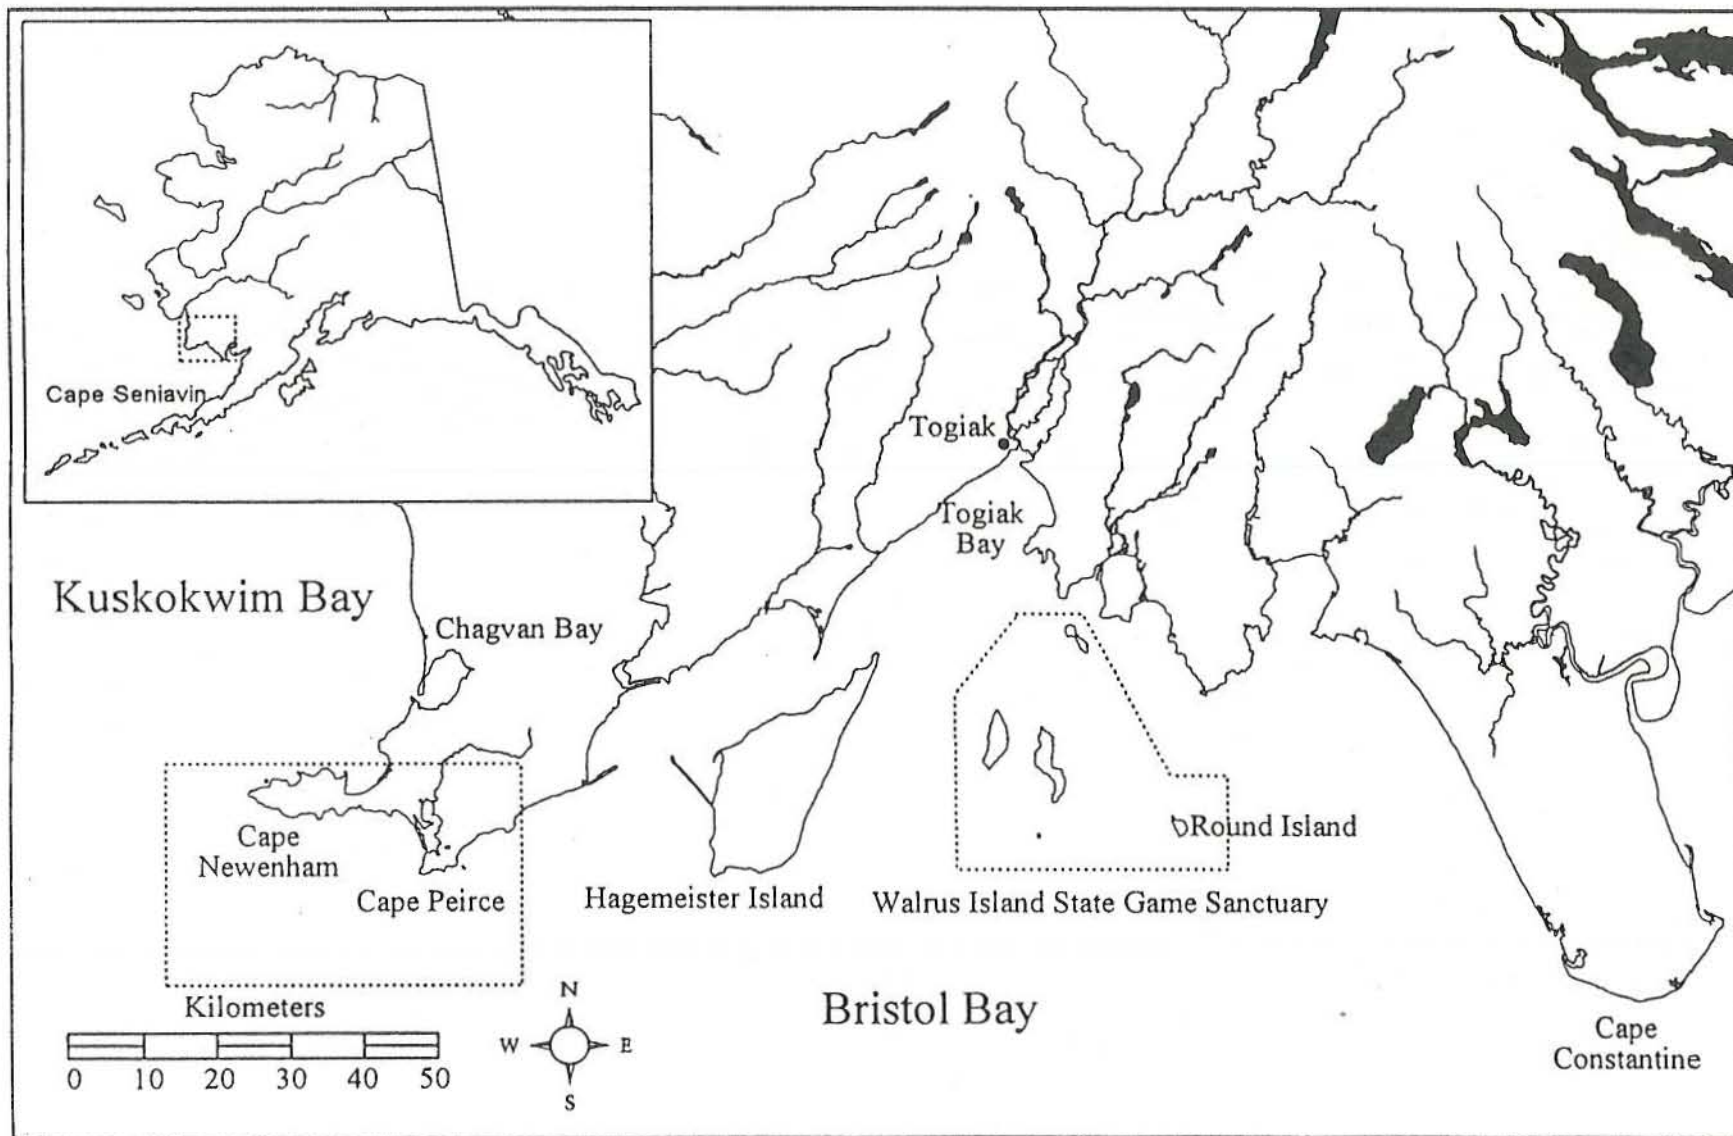 Cape Seniavin
Togiak
Togiak
Bay
Kuskokwim Bay
Chagvan Bay
Cape
Newenham
Cape Peirce
Hagemeister Island
Round Island
Walrus Island State Game Sanctuary
Bristol Bay
Cape
Constantine
Kilometers
0 10 20 30 40 50
N
W E
S